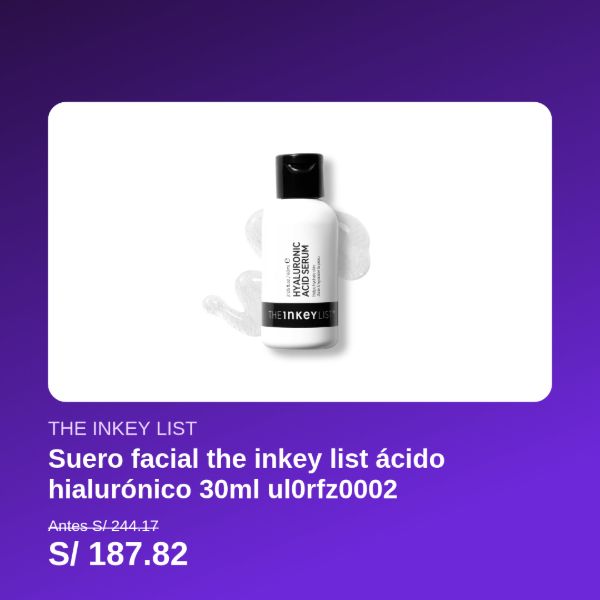 HYALURONIC
ACID SERUM
THE INKEY LIST™
THE INKEY LIST
Suero facial the inkey list ácido
hialurónico 30ml ul0rfz0002
Antes S/ 244.17
S/ 187.82